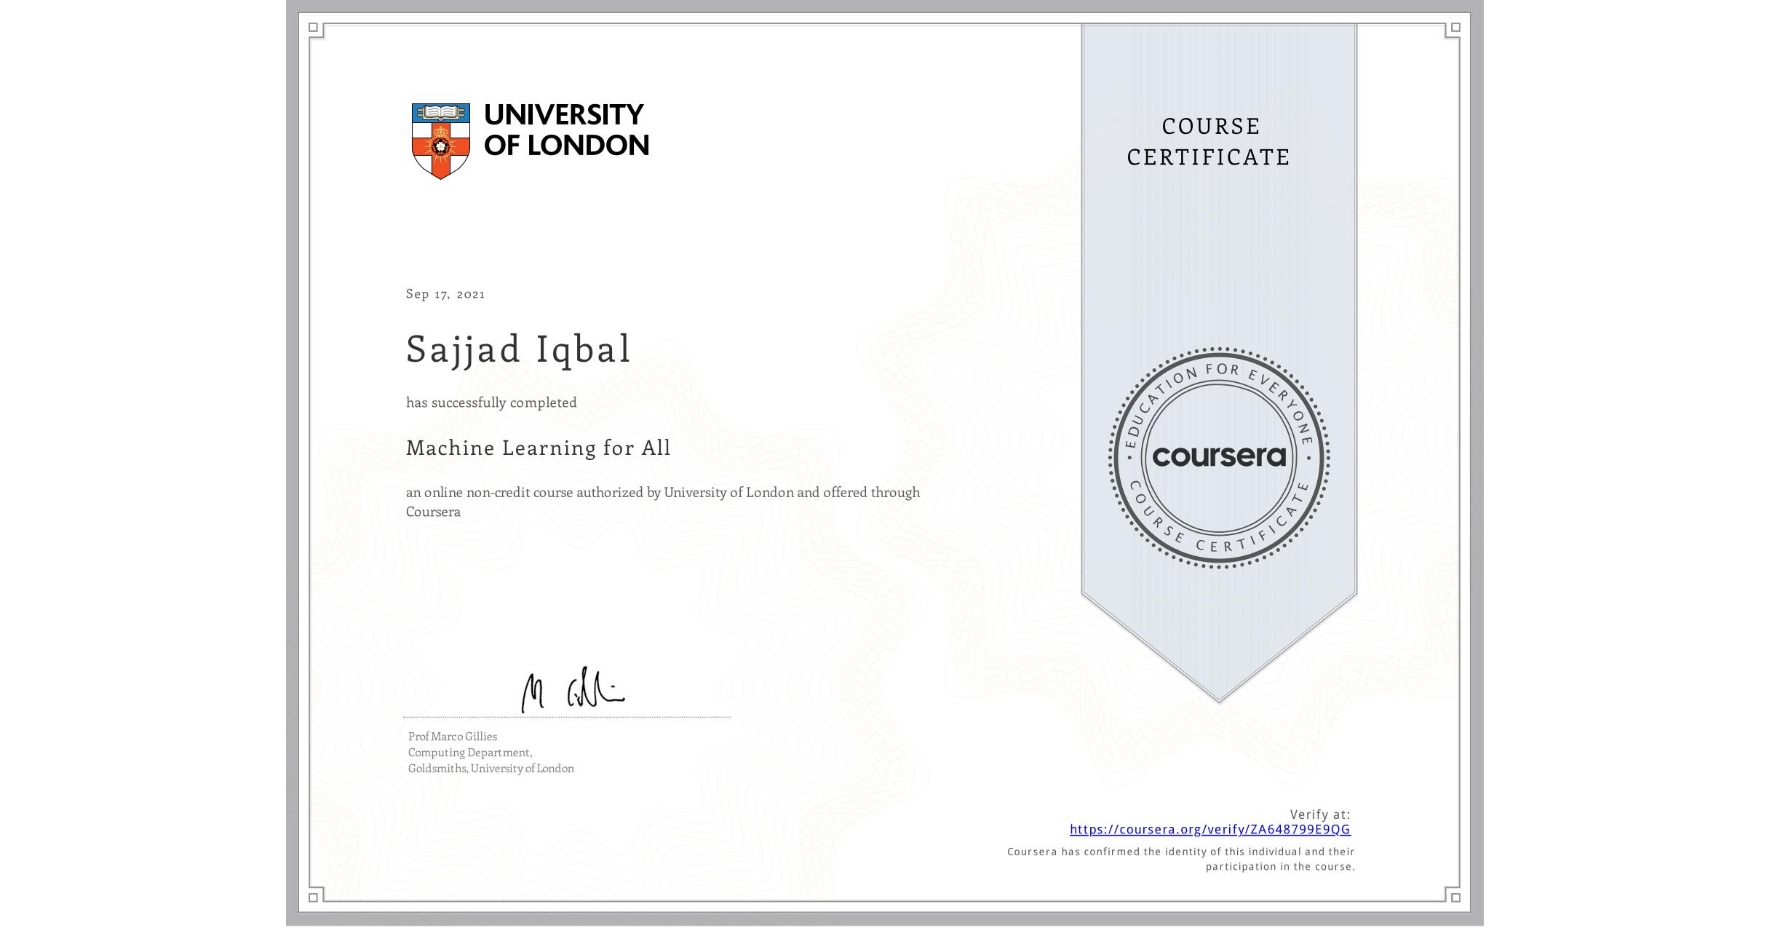 UNIVERSITY
OF LONDON
COURSE
CERTIFICATE
Sep 17, 2021
Sajjad Iqbal
has successfully completed
Machine Learning for All
an online non-credit course authorized by University of London and offered through
Coursera
EDUCATION FOR EVERYONE
coursera
COURSE CERTIFICATE
Prof Marco Gillies
Computing Department,
Goldsmiths, University of London
Verify at:
https://coursera.org/verify/ZA648799E9QG
Coursera has confirmed the identity of this individual and their
participation in the course.